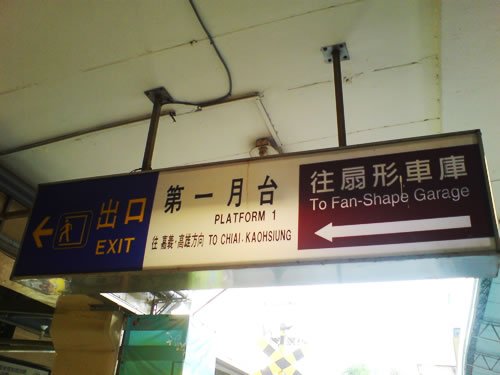 出口
EXIT
第一月台
PLATFORM 1
往 嘉義·高雄方向 TO CHIAI. KAOHSIUNG
往扇形車庫
To Fan-Shape Garage